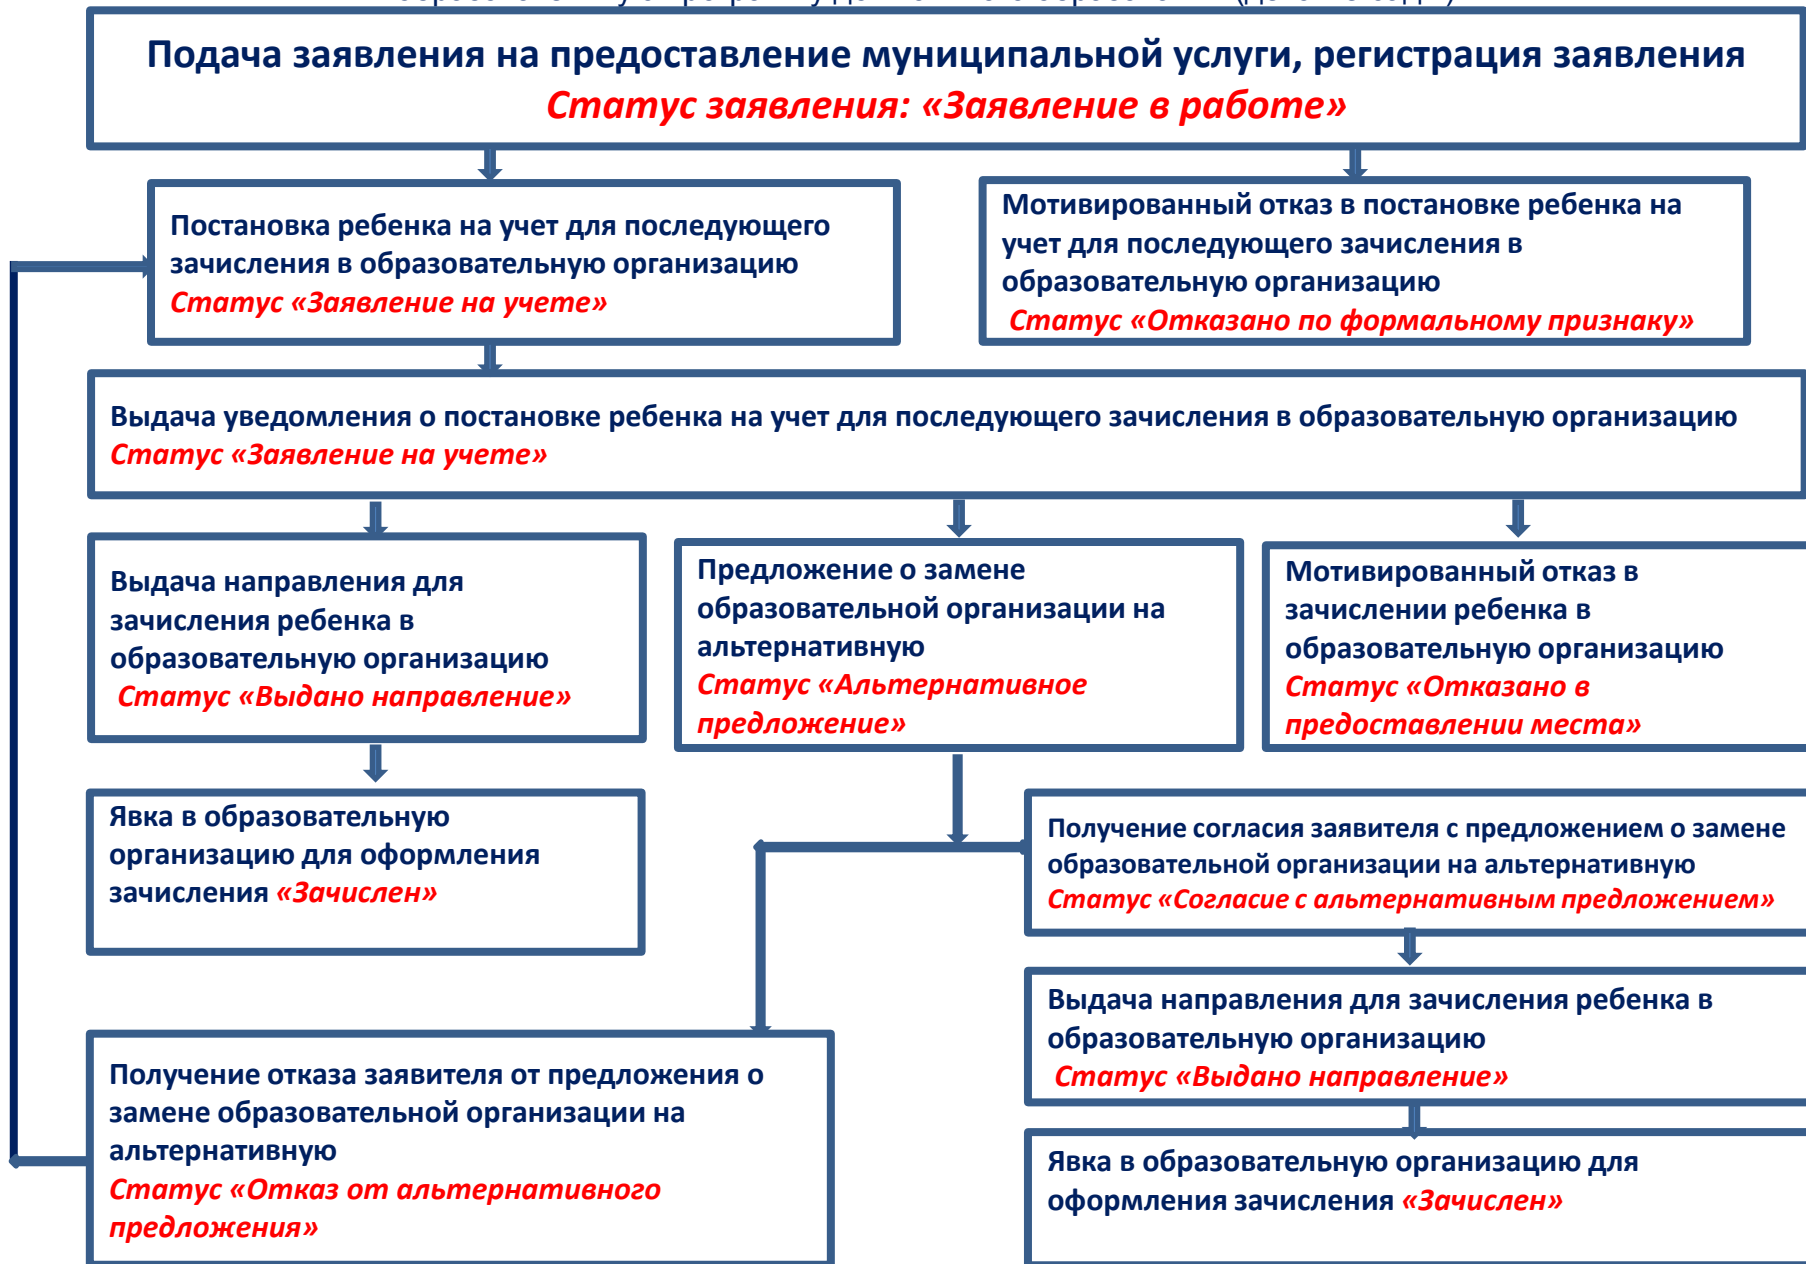 Подача заявления на предоставление муниципальной услуги, регистрация заявления
Статус заявления: «Заявление в работе»
Постановка ребенка на учет для последующего
зачисления в образовательную организацию
Статус «Заявление на учете»
Мотивированный отказ в постановке ребенка на
учет для последующего зачисления в
образовательную организацию
Статус «Отказано по формальному признаку»
Выдача уведомления о постановке ребенка на учет для последующего зачисления в образовательную организацию
Статус «Заявление на учете»
Выдача направления для
зачисления ребенка в
образовательную организацию
Статус «Выдано направление»
Предложение о замене
образовательной организации на
альтернативную
Статус «Альтернативное
предложение»
Мотивированный отказ в
зачислении ребенка в
образовательную организацию
Статус «Отказано в
предоставлении места»
Явка в образовательную
организацию для оформления
зачисления «Зачислен»
Получение согласия заявителя с предложением о замене
образовательной организации на альтернативную
Статус «Согласие с альтернативным предложением»
Выдача направления для зачисления ребенка в
образовательную организацию
Статус «Выдано направление»
Получение отказа заявителя от предложения о
замене образовательной организации на
альтернативную
Статус «Отказ от альтернативного
предложения»
Явка в образовательную организацию для
оформления зачисления «Зачислен»